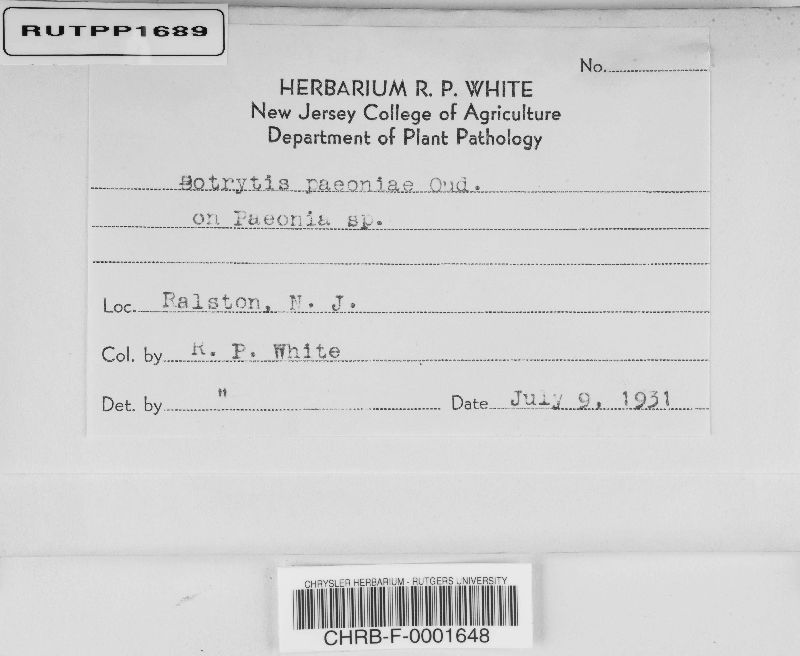 RUTPP1689
No.
HERBARIUM R. P. WHITE
New Jersey College of Agriculture
Department of Plant Pathology
Botrytis paeoniae Oud.
on Paeonia sp.
Loc. Ralston, N. J.
Col. by R. P. White
Det. by " Date July 9, 1931
CHRYSLER HERBARIUM - RUTGERS UNIVERSITY
CHRB-F-0001648